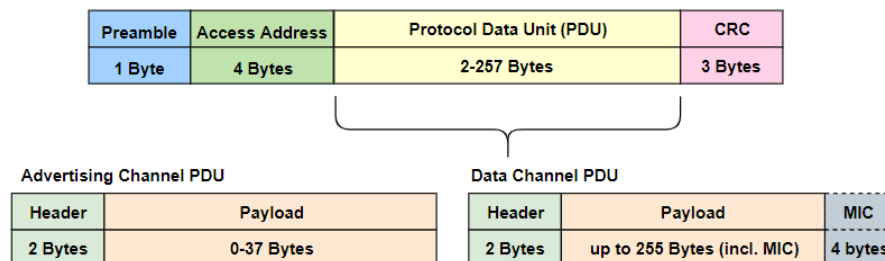 Preamble Access Address Protocol Data Unit (PDU) CRC
1 Byte 4 Bytes 2-257 Bytes 3 Bytes
Advertising Channel PDU
Header Payload
2 Bytes 0-37 Bytes
Data Channel PDU
Header Payload MIC
2 Bytes up to 255 Bytes (incl. MIC) 4 bytes